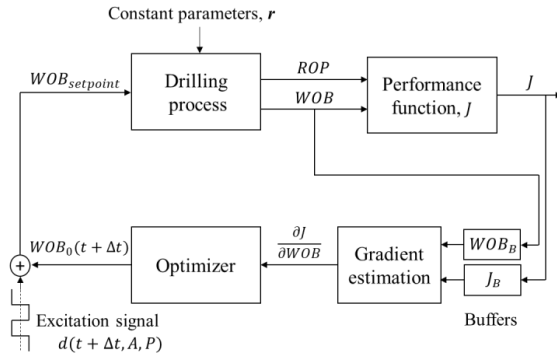 Constant parameters, r
WOB_setpoint
Drilling
process
ROP
WOB
Performance
function, J
J
WOB_0(t + Δt)
Optimizer
∂J
∂WOB
Gradient
estimation
WOB_B
J_B
+
Excitation signal
d(t + Δt, A, P)
Buffers